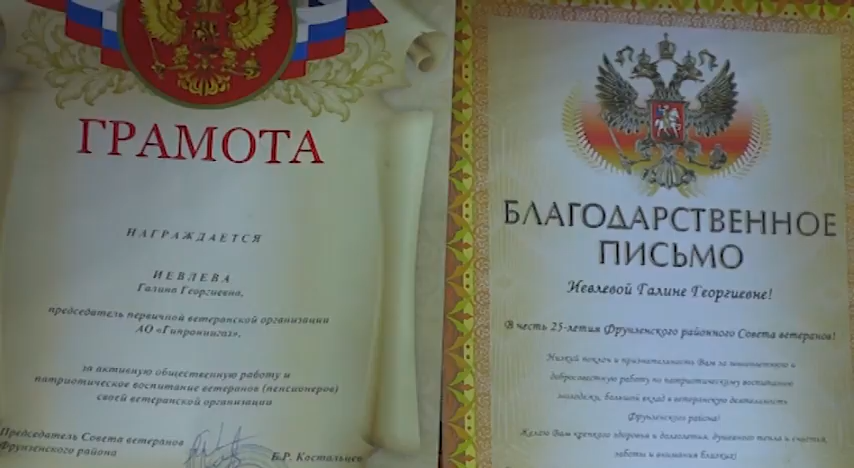 ГРАМОТА
НАГРАЖДАЕТСЯ
ИЕВЛЕВА
Галина Георгиевна,
председатель первичной ветеранской организации
АО «Гипрониигаз»,
за активную общественную работу и
патриотическое воспитание ветеранов (пенсионеров)
своей ветеранской организации
Председатель Совета ветеранов
Фрунзенского района
Б.Р. Костальцев
БЛАГОДАРСТВЕННОЕ
ПИСЬМО
Иевлевой Галине Георгиевне!
В честь 25-летия Фрунзенского районного Совета ветеранов!
Низкий поклон и признательность Вам за многолетнюю и
добросовестную работу по патриотическому воспитанию
молодежи, большой вклад в ветеранскую деятельность
Фрунзенского района!
Желаем Вам крепкого здоровья и долголетия, душевного тепла и счастья,
заботы и внимания близких!